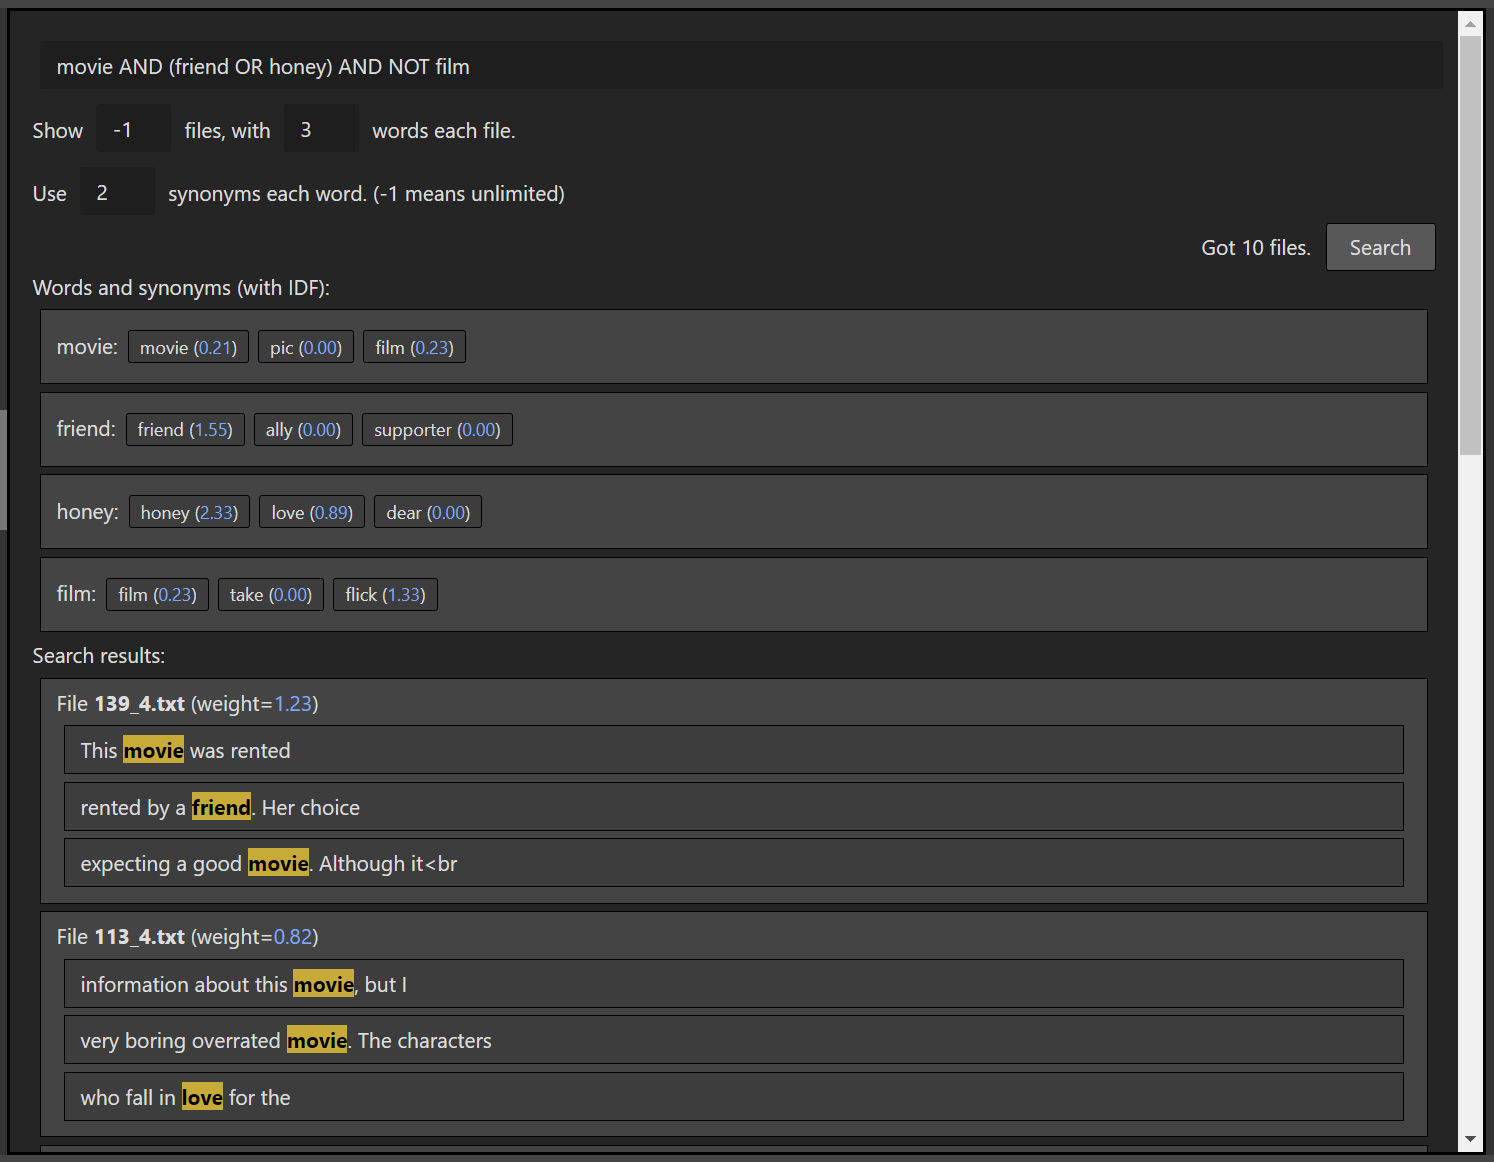 movie AND (friend OR honey) AND NOT film
Show -1 files, with 3 words each file.
Use 2 synonyms each word. (-1 means unlimited)
Got 10 files. Search
Words and synonyms (with IDF):
movie: movie (0.21) pic (0.00) film (0.23)
friend: friend (1.55) ally (0.00) supporter (0.00)
honey: honey (2.33) love (0.89) dear (0.00)
film: film (0.23) take (0.00) flick (1.33)
Search results:
File 139_4.txt (weight=1.23)
This movie was rented
rented by a friend. Her choice
expecting a good movie. Although it<br
File 113_4.txt (weight=0.82)
information about this movie, but I
very boring overrated movie. The characters
who fall in love for the